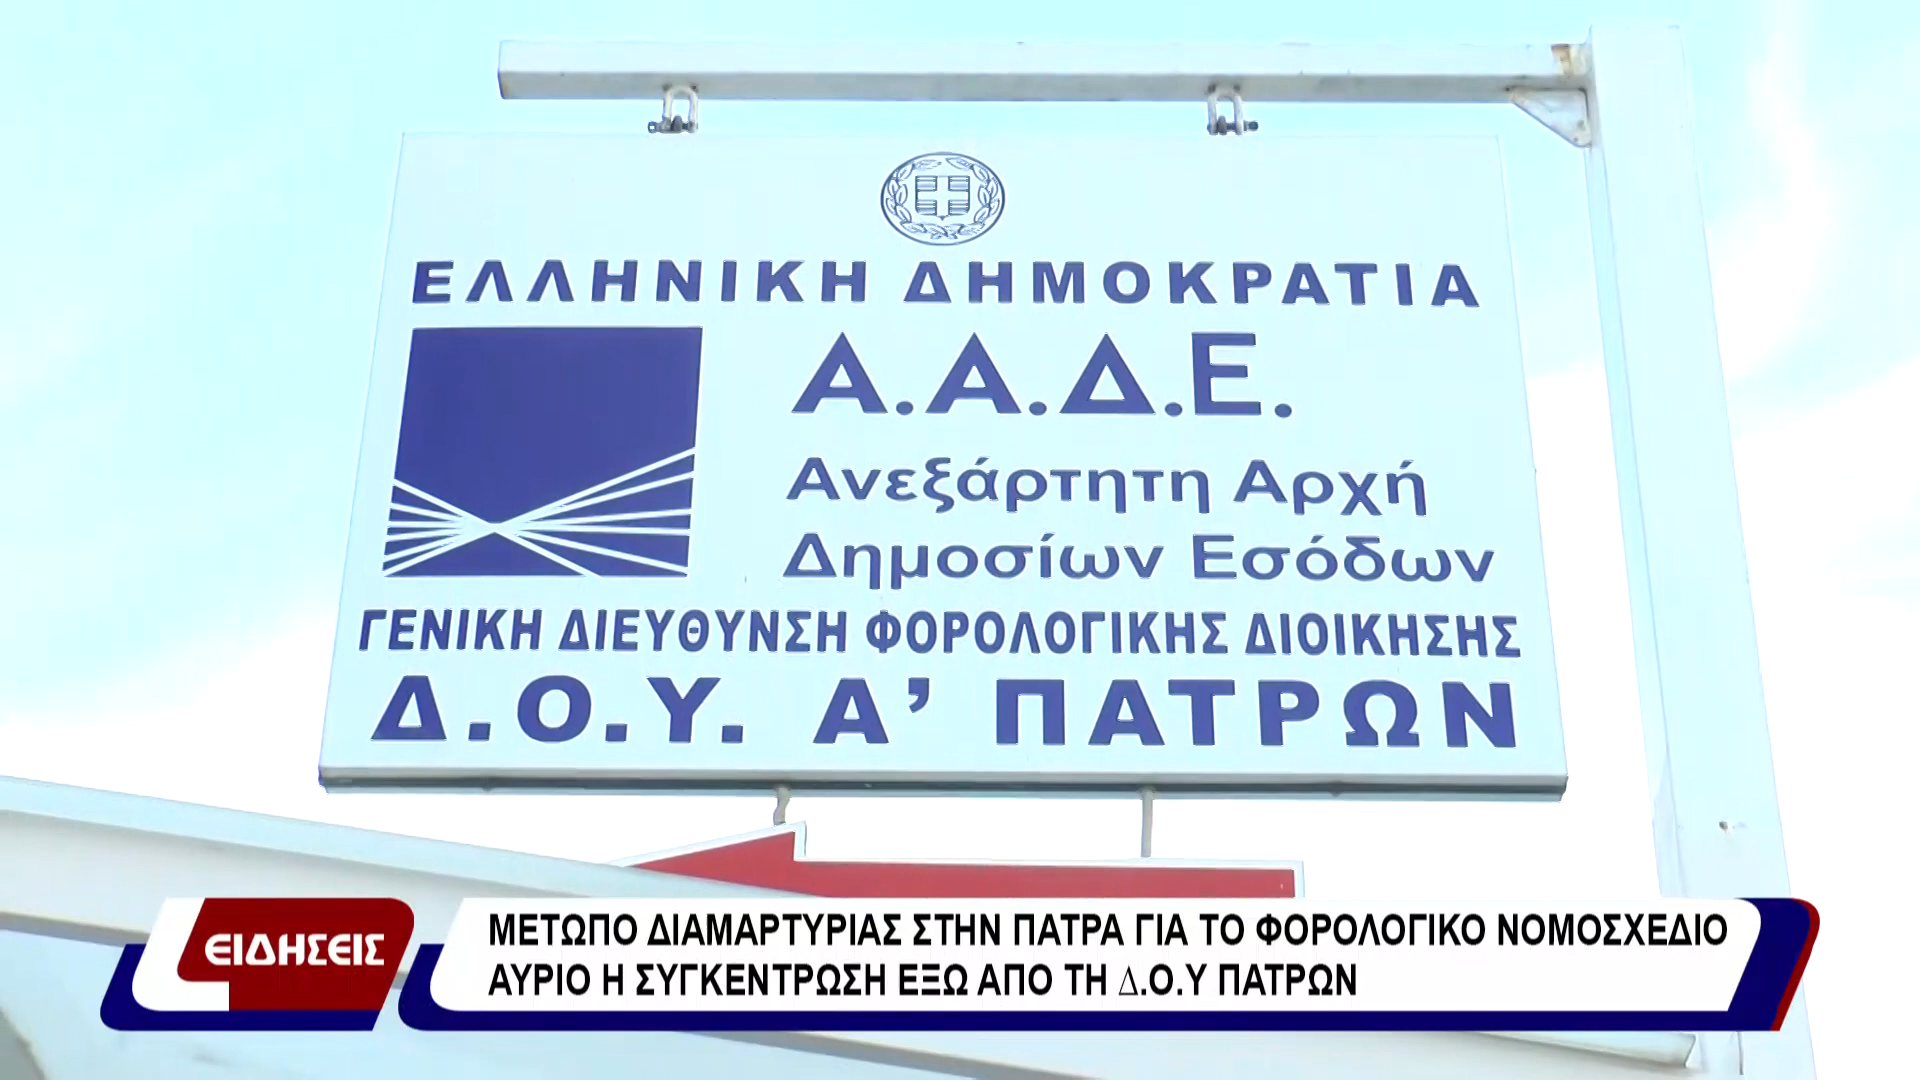 ΕΛΛΗΝΙΚΗ ΔΗΜΟΚΡΑΤΙΑ
Α.Α.Δ.Ε.
Ανεξάρτητη Αρχή
Δημοσίων Εσόδων
ΓΕΝΙΚΗ ΔΙΕΥΘΥΝΣΗ ΦΟΡΟΛΟΓΙΚΗΣ ΔΙΟΙΚΗΣΗΣ
Δ.Ο.Υ. Α’ ΠΑΤΡΩΝ
ΕΙΔΗΣΕΙΣ
ΜΕΤΩΠΟ ΔΙΑΜΑΡΤΥΡΙΑΣ ΣΤΗΝ ΠΑΤΡΑ ΓΙΑ ΤΟ ΦΟΡΟΛΟΓΙΚΟ ΝΟΜΟΣΧΕΔΙΟ
ΑΥΡΙΟ Η ΣΥΓΚΕΝΤΡΩΣΗ ΕΞΩ ΑΠΟ ΤΗ Δ.Ο.Υ ΠΑΤΡΩΝ